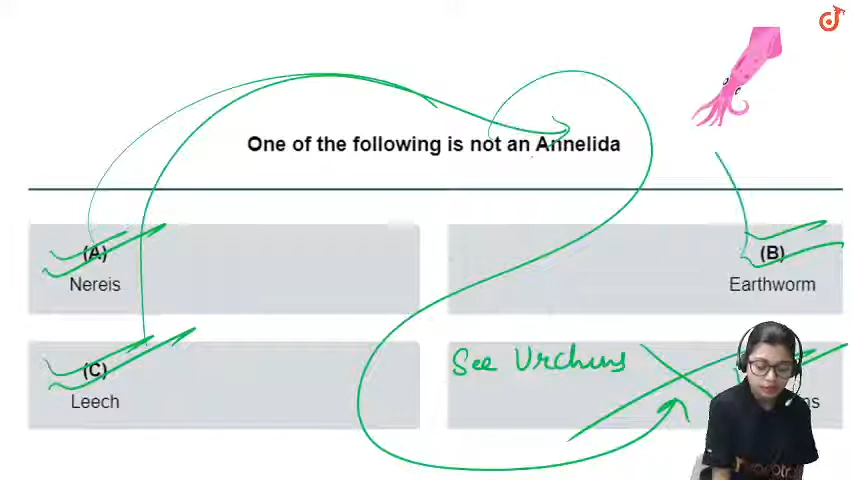 One of the following is not an Annelida
(A)
Nereis
(B)
Earthworm
(C)
Leech
See Urchins